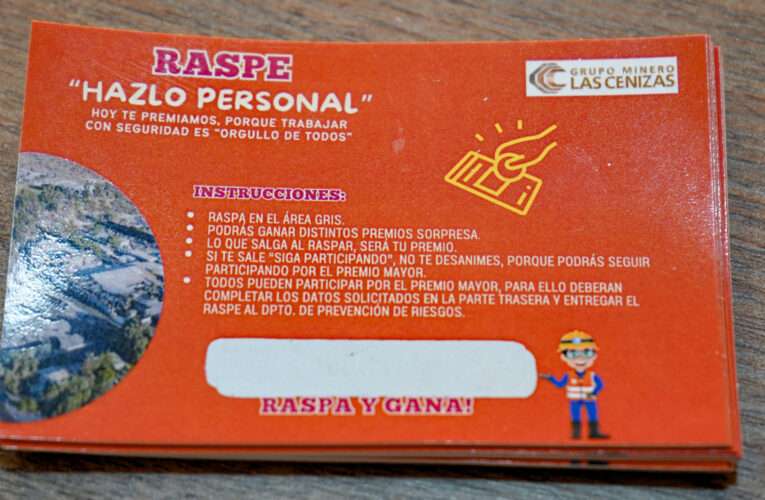 RASPE
"HAZLO PERSONAL"
HOY TE PREMIAMOS, PORQUE TRABAJAR
CON SEGURIDAD ES "ORGULLO DE TODOS"
GRUPO MINERO
LAS CENIZAS
INSTRUCCIONES:
• RASPA EN EL ÁREA GRIS.
• PODRÁS GANAR DISTINTOS PREMIOS SORPRESA.
• LO QUE SALGA AL RASPAR, SERÁ TU PREMIO.
• SI TE SALE "SIGA PARTICIPANDO", NO TE DESANIMES, PORQUE PODRÁS SEGUIR
PARTICIPANDO POR EL PREMIO MAYOR.
• TODOS PUEDEN PARTICIPAR POR EL PREMIO MAYOR, PARA ELLO DEBERAN
COMPLETAR LOS DATOS SOLICITADOS EN LA PARTE TRASERA Y ENTREGAR EL
RASPE AL DPTO. DE PREVENCIÓN DE RIESGOS.
RASPA Y GANA!